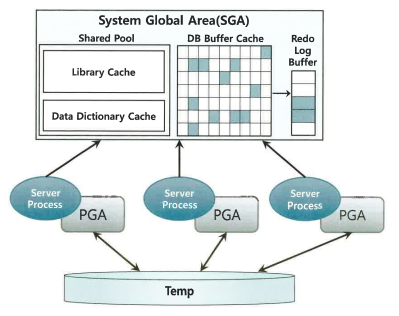 System Global Area(SGA)
Shared Pool
DB Buffer Cache
Redo
Log
Buffer
Library Cache
Data Dictionary Cache
Server
Process
PGA
Server
Process
PGA
Server
Process
PGA
Temp